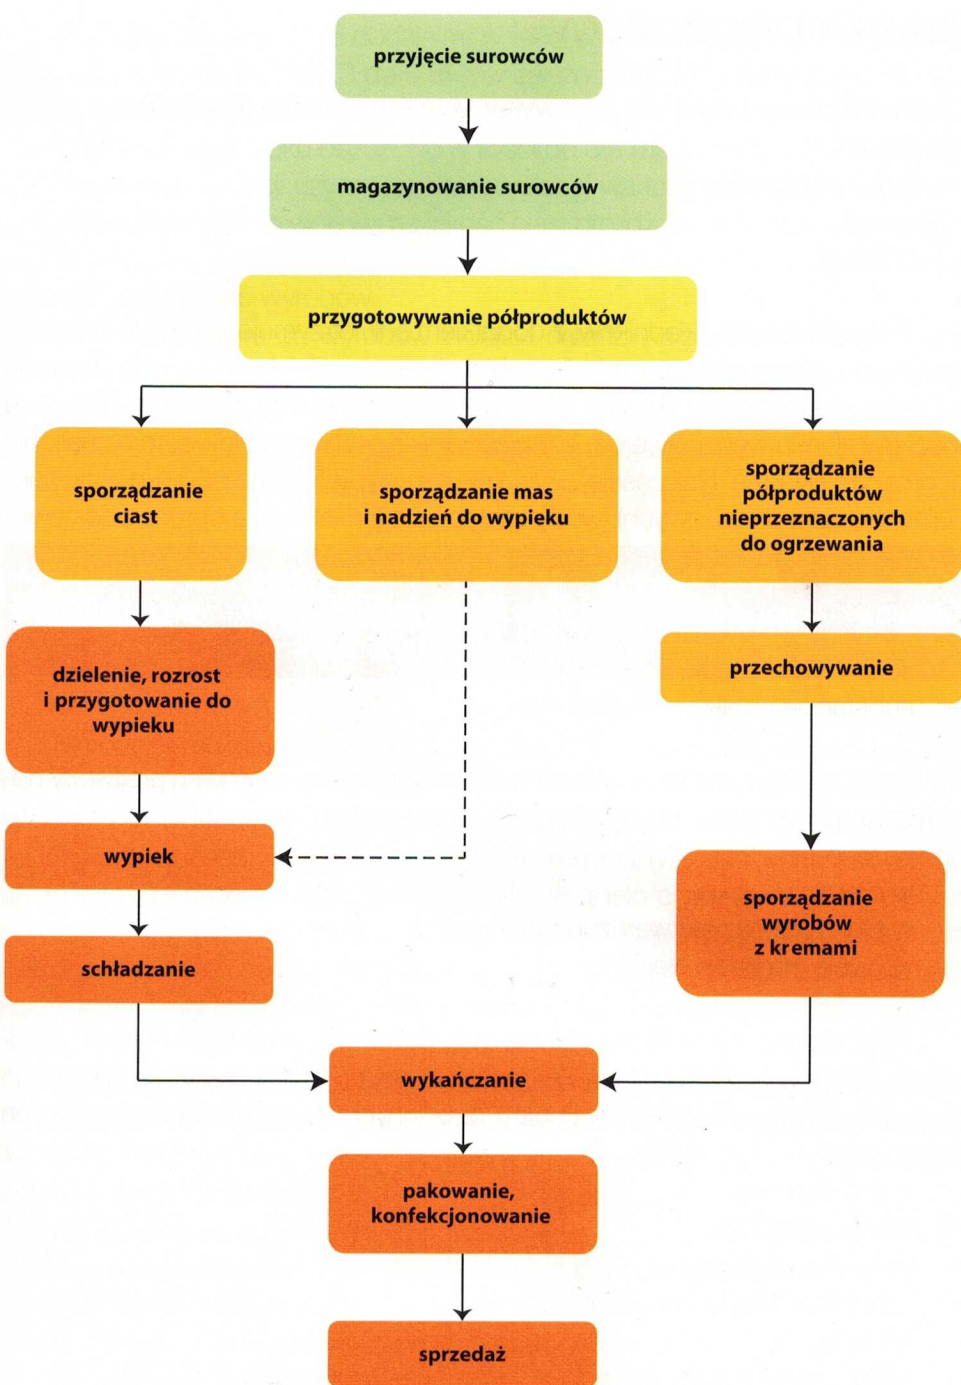 przyjęcie surowców
magazynowanie surowców
przygotowywanie półproduktów
sporządzanie
ciast
sporządzanie mas
i nadzień do wypieku
sporządzanie
półproduktów
nieprzeznaczonych
do ogrzewania
dzielenie, rozrost
i przygotowanie do
wypieku
przechowywanie
wypiek
sporządzanie
wyrobów
z kremami
schładzanie
wykańczanie
pakowanie,
konfekcjonowanie
sprzedaż